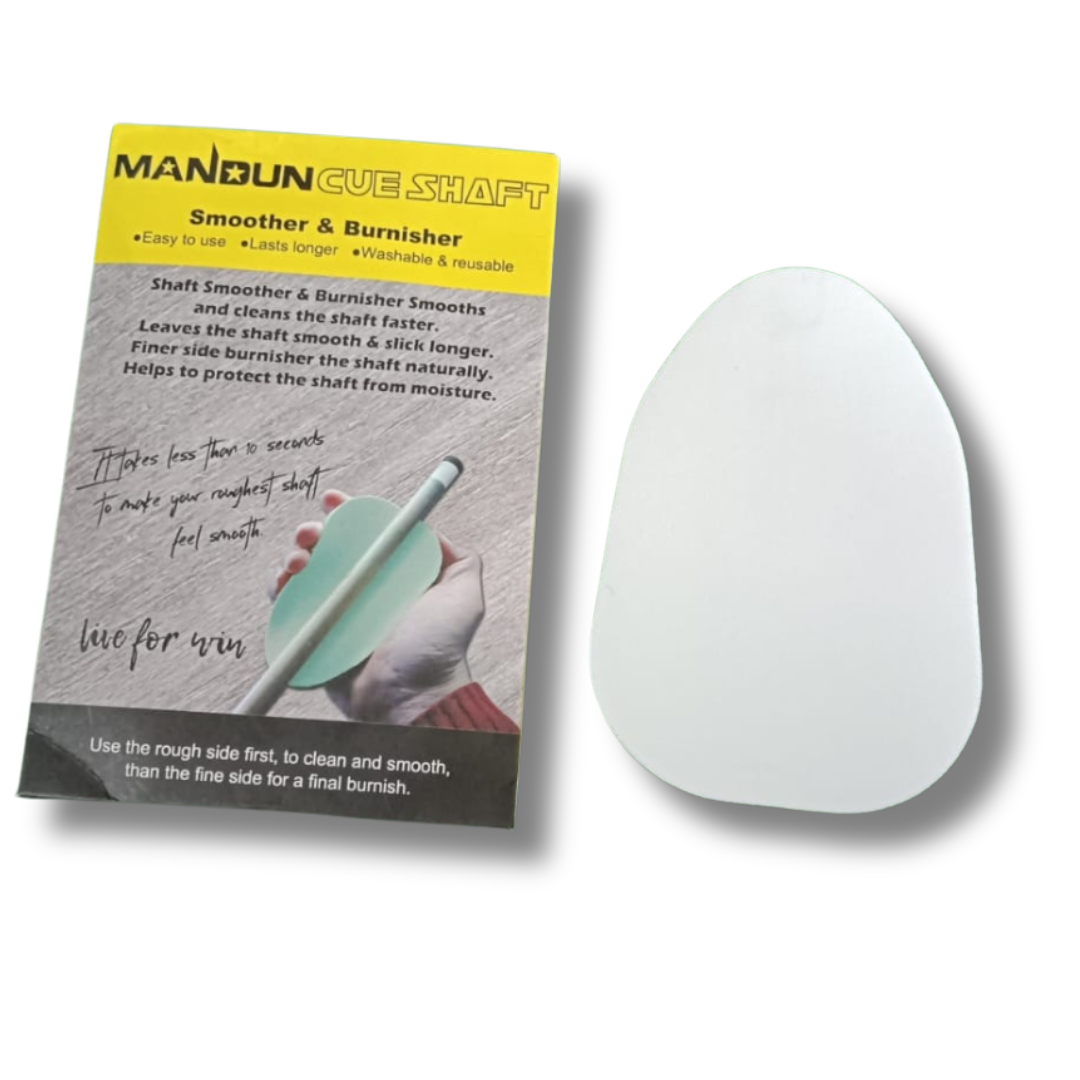 MANDUN CUE SHAFT
Smoother & Burnisher
•Easy to use •Lasts longer •Washable & reusable
Shaft Smoother & Burnisher Smooths
and cleans the shaft faster.
Leaves the shaft smooth & slick longer.
Finer side burnisher the shaft naturally.
Helps to protect the shaft from moisture.
It takes less than 10 seconds
to make your roughest shaft
feel smooth.
live for win
Use the rough side first, to clean and smooth,
than the fine side for a final burnish.